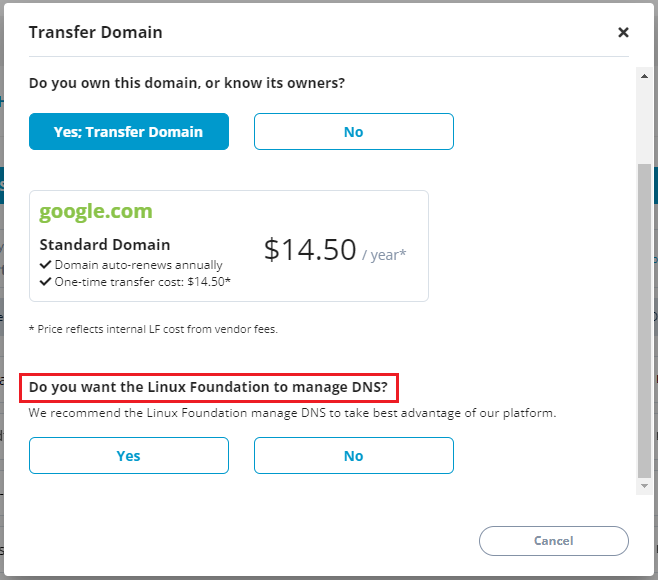 Transfer Domain
Do you own this domain, or know its owners?
Yes; Transfer Domain
No
google.com
Standard Domain
Domain auto-renews annually
One-time transfer cost: $14.50*
$14.50 / year*
* Price reflects internal LF cost from vendor fees.
Do you want the Linux Foundation to manage DNS?
We recommend the Linux Foundation manage DNS to take best advantage of our platform.
Yes
No
Cancel